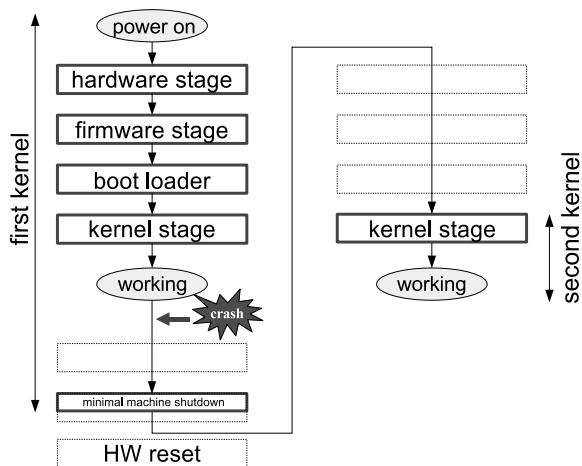 power on
hardware stage
firmware stage
boot loader
kernel stage
working
crash
minimal machine shutdown
HW reset
first kernel
kernel stage
working
second kernel